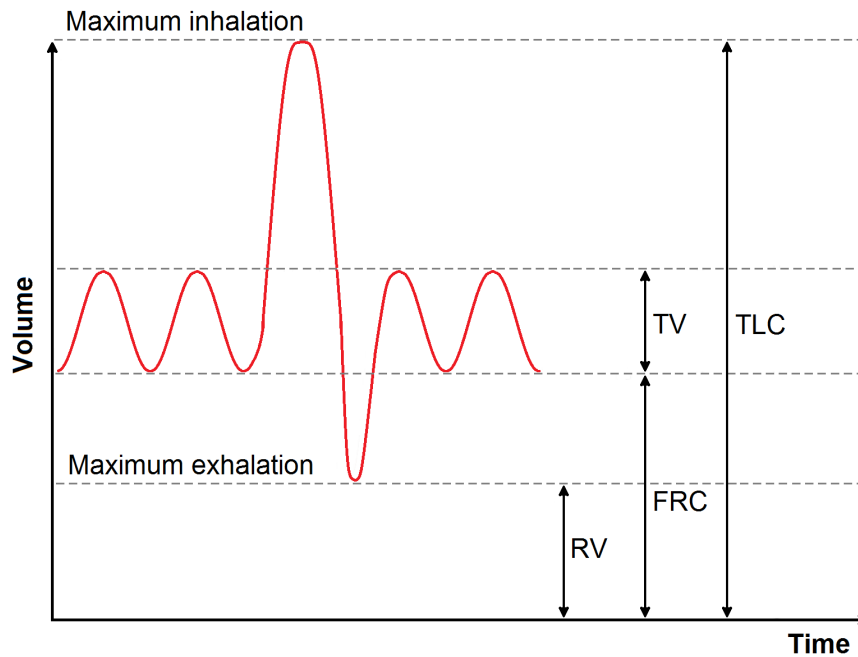 Maximum inhalation
Volume
TV
TLC
Maximum exhalation
FRC
RV
Time